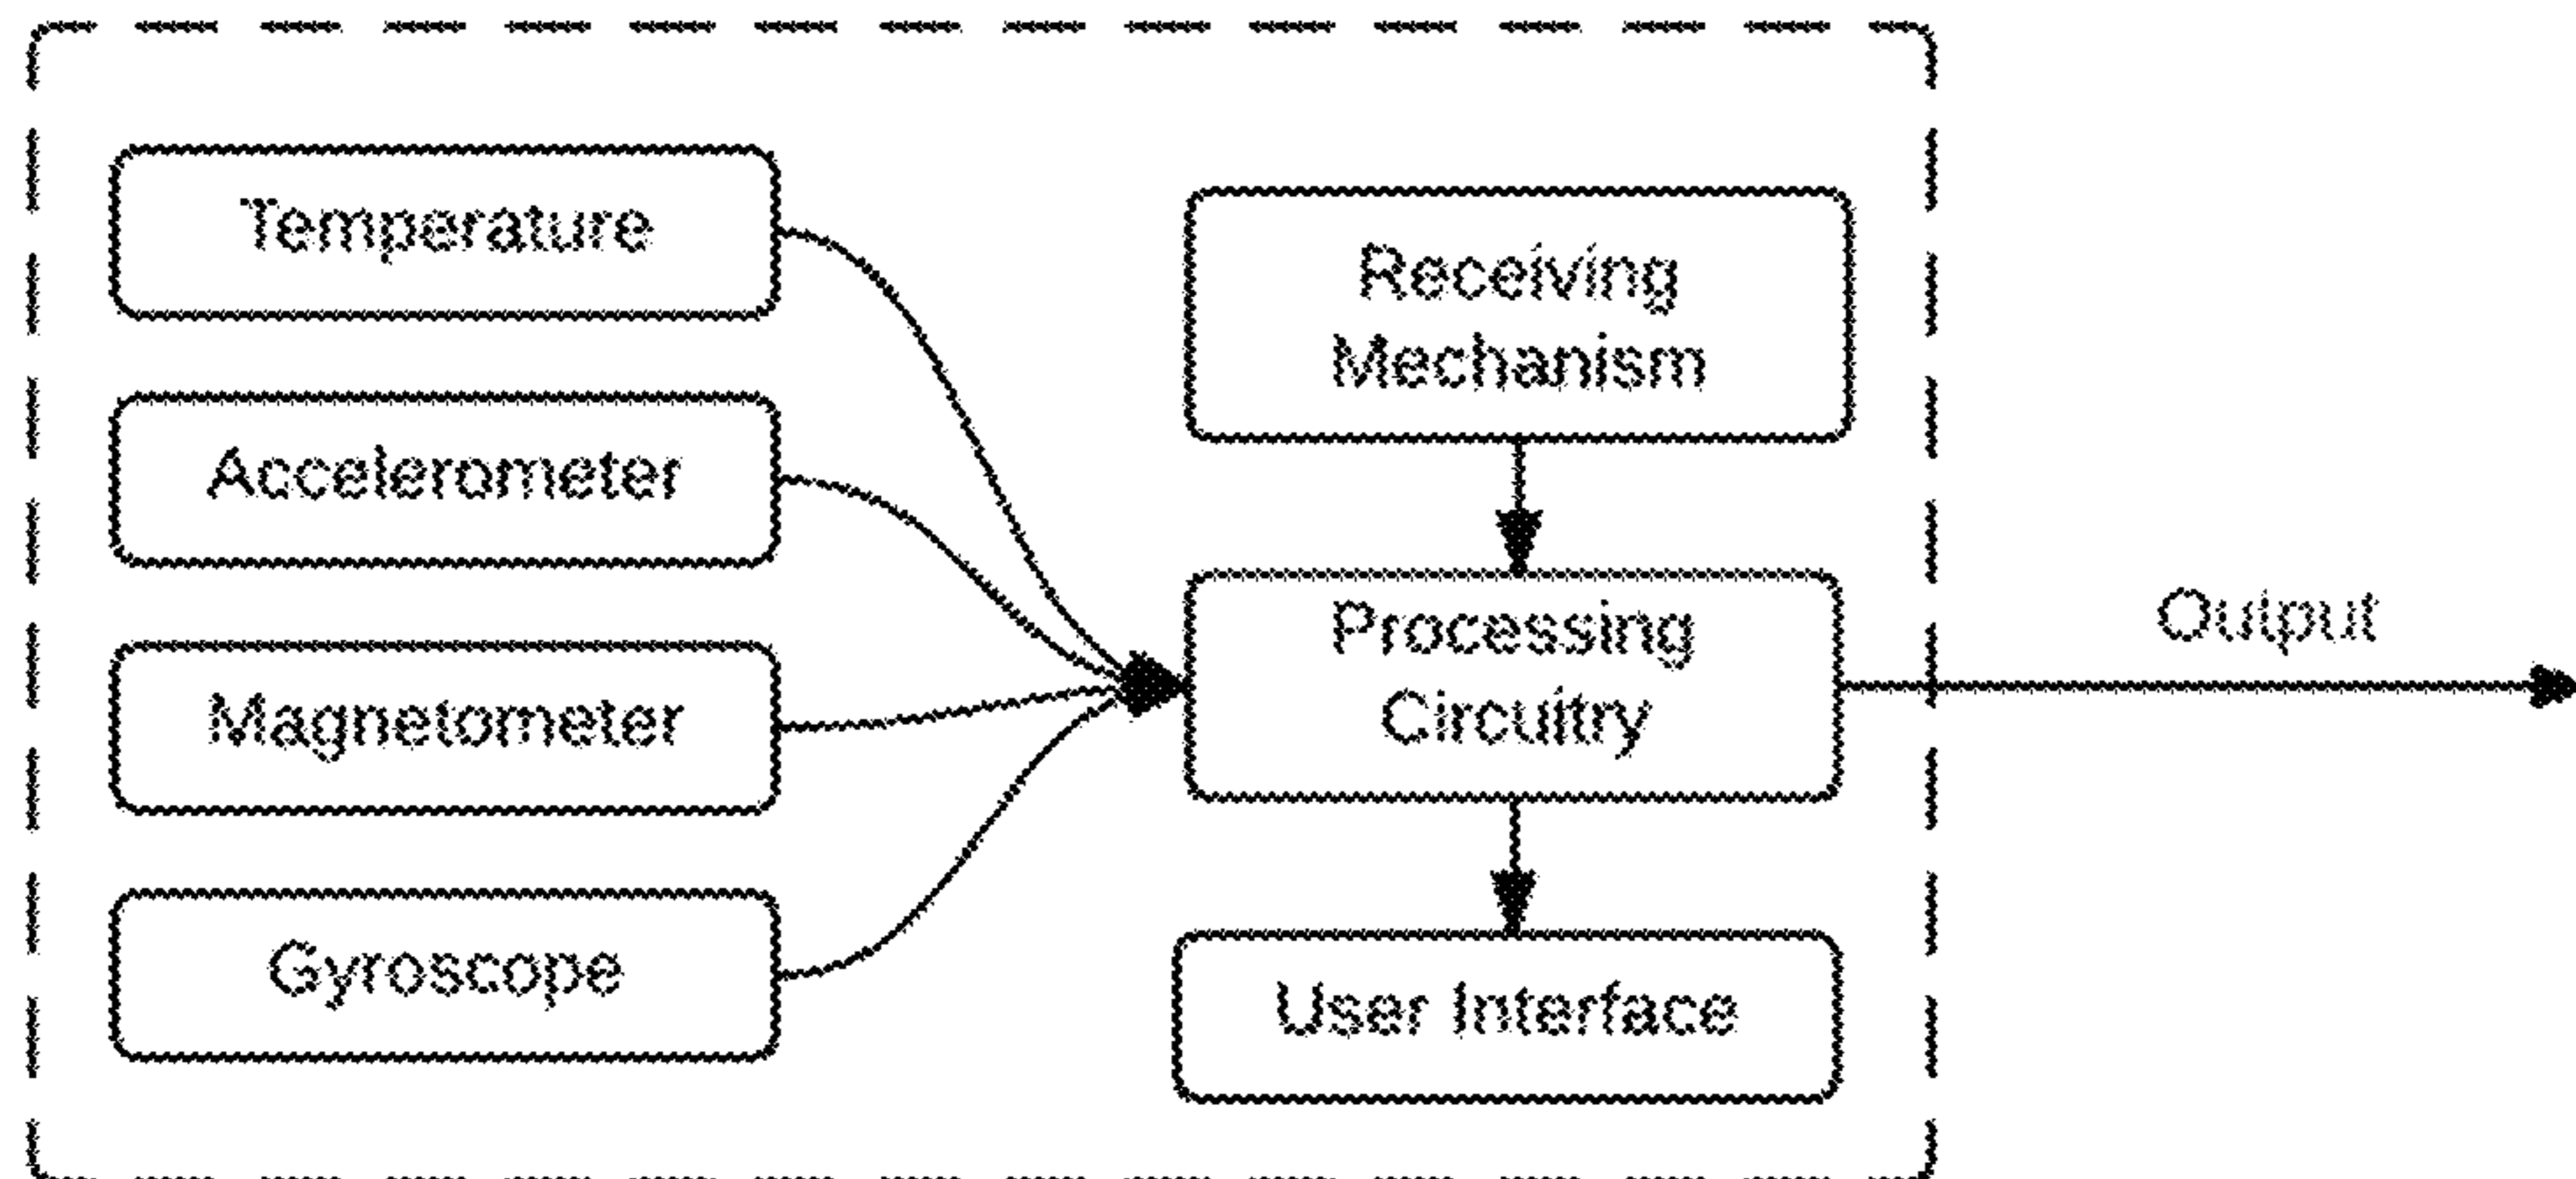 Temperature
Accelerometer
Magnetometer
Gyroscope
Receiving
Mechanism
Processing
Circuitry
User Interface
Output